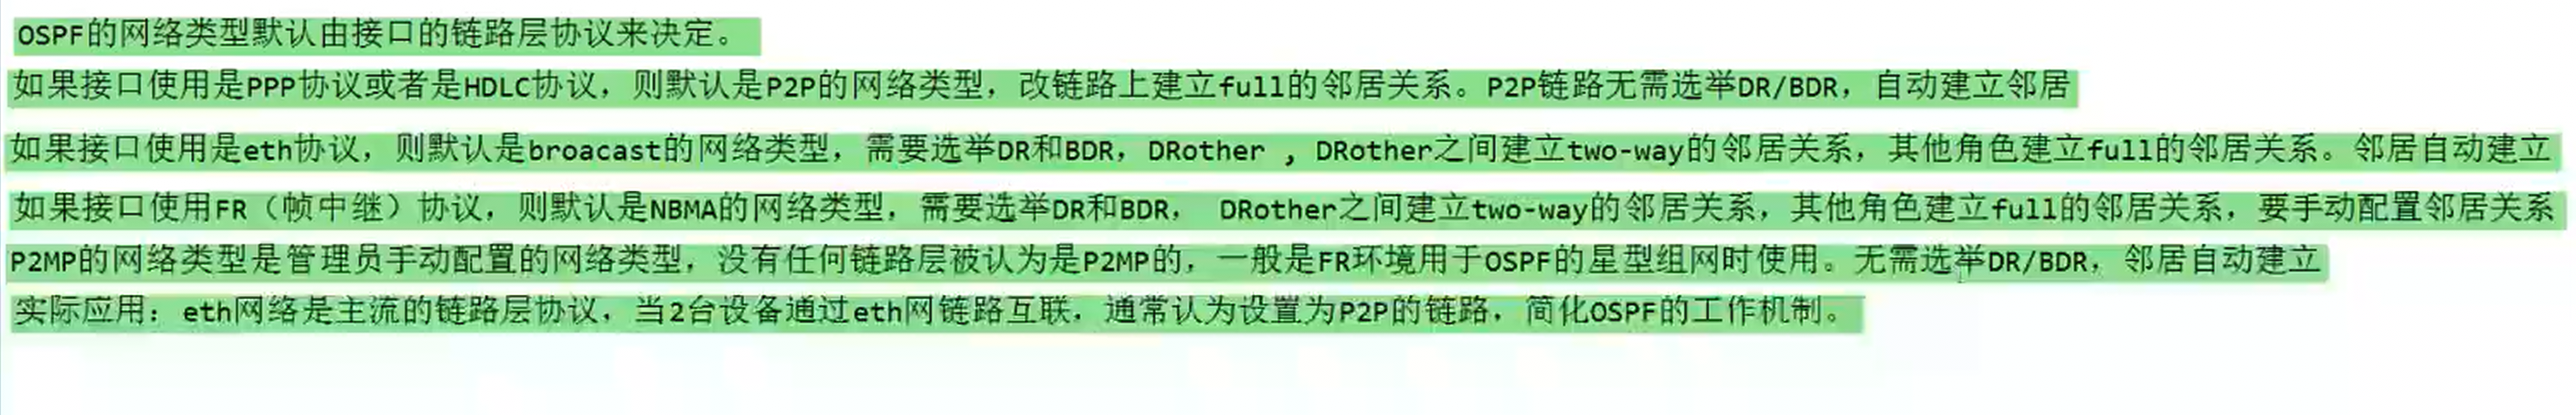 OSPF的网络类型默认由接口的链路层协议来决定。
如果接口使用是PPP协议或者是HDLC协议，则默认是P2P的网络类型，改链路上建立full的邻居关系。P2P链路无需选举DR/BDR，自动建立邻居
如果接口使用是eth协议，则默认是broacast的网络类型，需要选举DR和BDR，DRother , DRother之间建立two-way的邻居关系，其他角色建立full的邻居关系。邻居自动建立
如果接口使用FR（帧中继）协议，则默认是NBMA的网络类型，需要选举DR和BDR， DRother之间建立two-way的邻居关系，其他角色建立full的邻居关系，要手动配置邻居关系
P2MP的网络类型是管理员手动配置的网络类型，没有任何链路层被认为是P2MP的，一般是FR环境用于OSPF的星型组网时使用。无需选举DR/BDR，邻居自动建立
实际应用：eth网络是主流的链路层协议，当2台设备通过eth网链路互联，通常认为设置为P2P的链路，简化OSPF的工作机制。